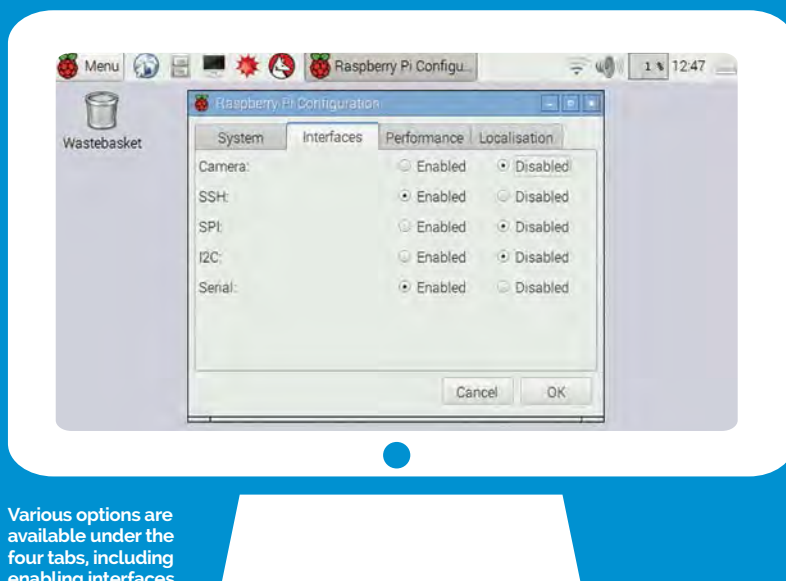 Menu Raspberry Pi Configu... 1 % 12:47
Wastebasket
Raspberry Pi Configuration
System Interfaces Performance Localisation
Camera: Enabled Disabled
SSH: Enabled Disabled
SPI: Enabled Disabled
I2C: Enabled Disabled
Serial: Enabled Disabled
Cancel OK
Various options are
available under the
four tabs, including
enabling interfaces